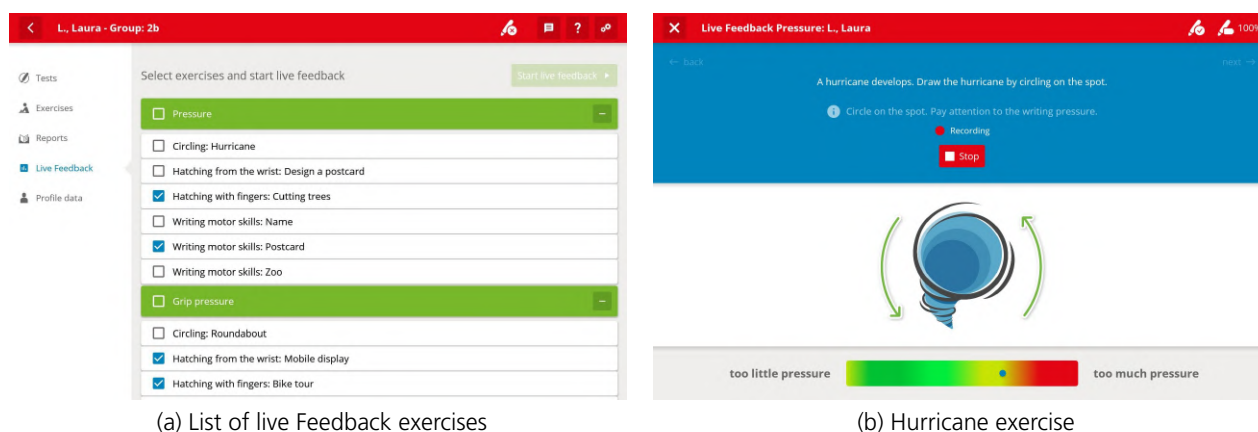 L., Laura - Group: 2b
?
Tests
Exercises
Reports
Live Feedback
Profile data
Select exercises and start live feedback
Start live feedback
Pressure
Circling: Hurricane
Hatching from the wrist: Design a postcard
Hatching with fingers: Cutting trees
Writing motor skills: Name
Writing motor skills: Postcard
Writing motor skills: Zoo
Grip pressure
Circling: Roundabout
Hatching from the wrist: Mobile display
Hatching with fingers: Bike tour
(a) List of live Feedback exercises
Live Feedback Pressure: L., Laura
100%
← back
next →
A hurricane develops. Draw the hurricane by circling on the spot.
Circle on the spot. Pay attention to the writing pressure.
Recording
Stop
too little pressure
too much pressure
(b) Hurricane exercise